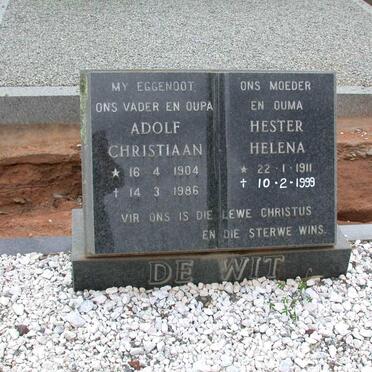 MY EGGENOOT
ONS VADER EN OUPA
ADOLF
CHRISTIAAN
★ 16-4-1904
✝ 14-3-1986
ONS MOEDER
EN OUMA
HESTER
HELENA
★ 22-1-1911
✝ 10-2-1999
VIR ONS IS DIE LEWE CHRISTUS
EN DIE STERWE WINS.
DE WIT